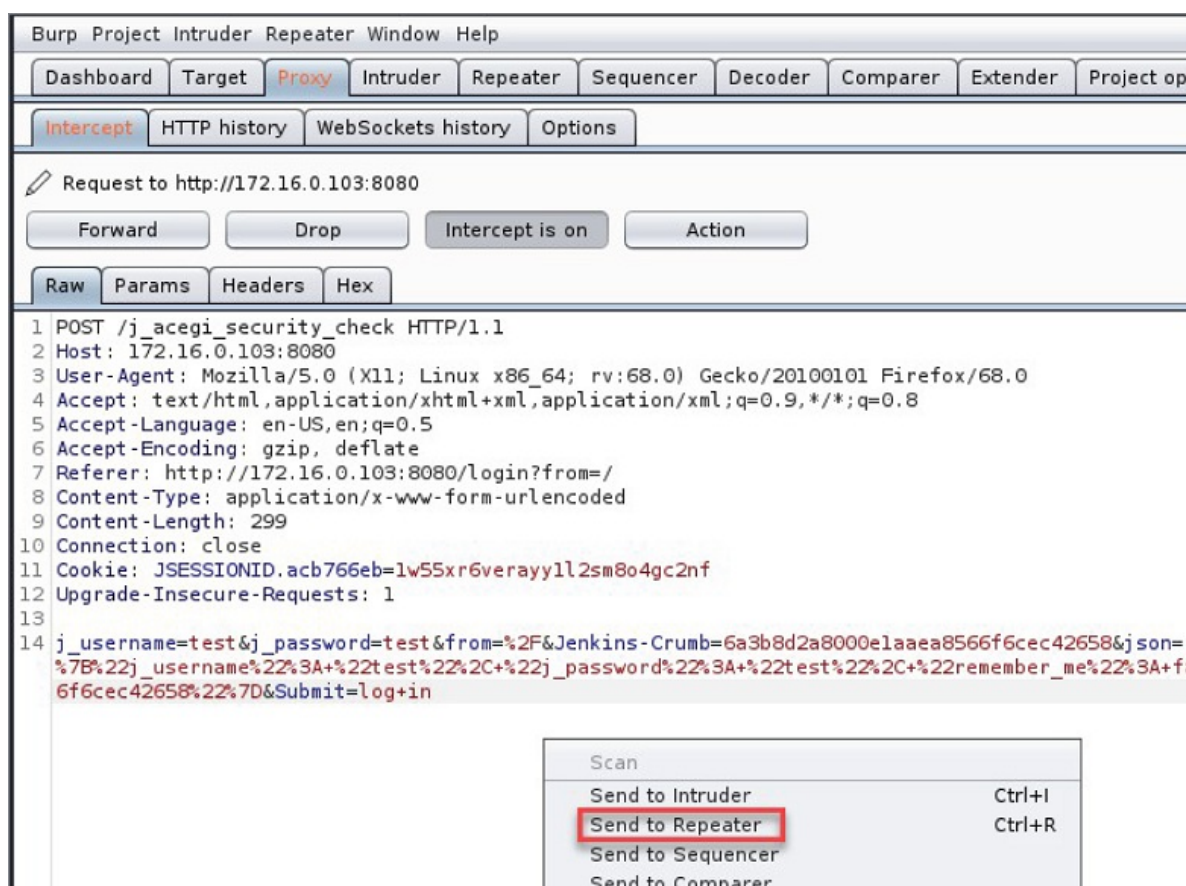 Burp Project Intruder Repeater Window Help
Dashboard Target Proxy Intruder Repeater Sequencer Decoder Comparer Extender Project op
Intercept HTTP history WebSockets history Options
Request to http://172.16.0.103:8080
Forward Drop Intercept is on Action
Raw Params Headers Hex
1 POST /j_acegi_security_check HTTP/1.1
2 Host: 172.16.0.103:8080
3 User-Agent: Mozilla/5.0 (X11; Linux x86_64; rv:68.0) Gecko/20100101 Firefox/68.0
4 Accept: text/html,application/xhtml+xml,application/xml;q=0.9,*/*;q=0.8
5 Accept-Language: en-US,en;q=0.5
6 Accept-Encoding: gzip, deflate
7 Referer: http://172.16.0.103:8080/login?from=/
8 Content-Type: application/x-www-form-urlencoded
9 Content-Length: 299
10 Connection: close
11 Cookie: JSESSIONID.acb766eb=1w55xr6verayy1l2sm8o4gc2nf
12 Upgrade-Insecure-Requests: 1
13
14 j_username=test&j_password=test&from=%2F&Jenkins-Crumb=6a3b8d2a8000e1aaea8566f6cec42658&json=
%7B%22j_username%22%3A+%22test%22%2C+%22j_password%22%3A+%22test%22%2C+%22remember_me%22%3A+f
6f6cec42658%22%7D&Submit=log+in
Scan
Send to Intruder Ctrl+I
Send to Repeater Ctrl+R
Send to Sequencer
Send to Comparer